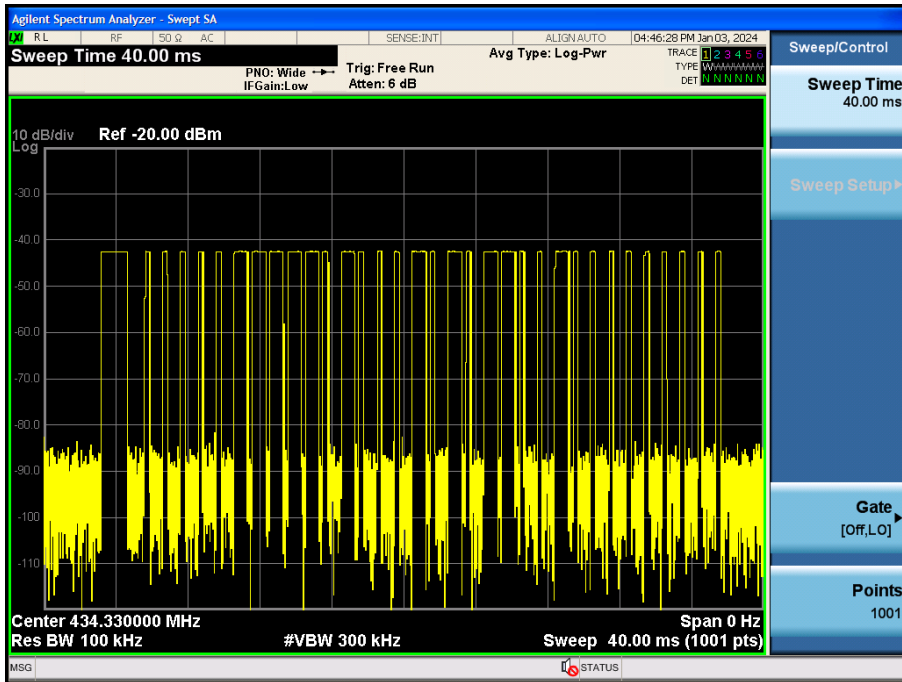 Agilent Spectrum Analyzer - Swept SA
LXI RL RF 50 Ω AC SENSE:INT ALIGN AUTO 04:46:28 PM Jan 03, 2024
Sweep Time 40.00 ms
PNO: Wide
IFGain:Low
Trig: Free Run
Atten: 6 dB
Avg Type: Log-Pwr
TRACE 1 2 3 4 5 6
TYPE WWWWWW
DET N N N N N N
10 dB/div Ref -20.00 dBm
Log
-30.0
-40.0
-50.0
-60.0
-70.0
-80.0
-90.0
-100
-110
Center 434.330000 MHz Span 0 Hz
Res BW 100 kHz #VBW 300 kHz Sweep 40.00 ms (1001 pts)
MSG STATUS
Sweep/Control
Sweep Time
40.00 ms
Sweep Setup
Gate
[Off,LO]
Points
1001